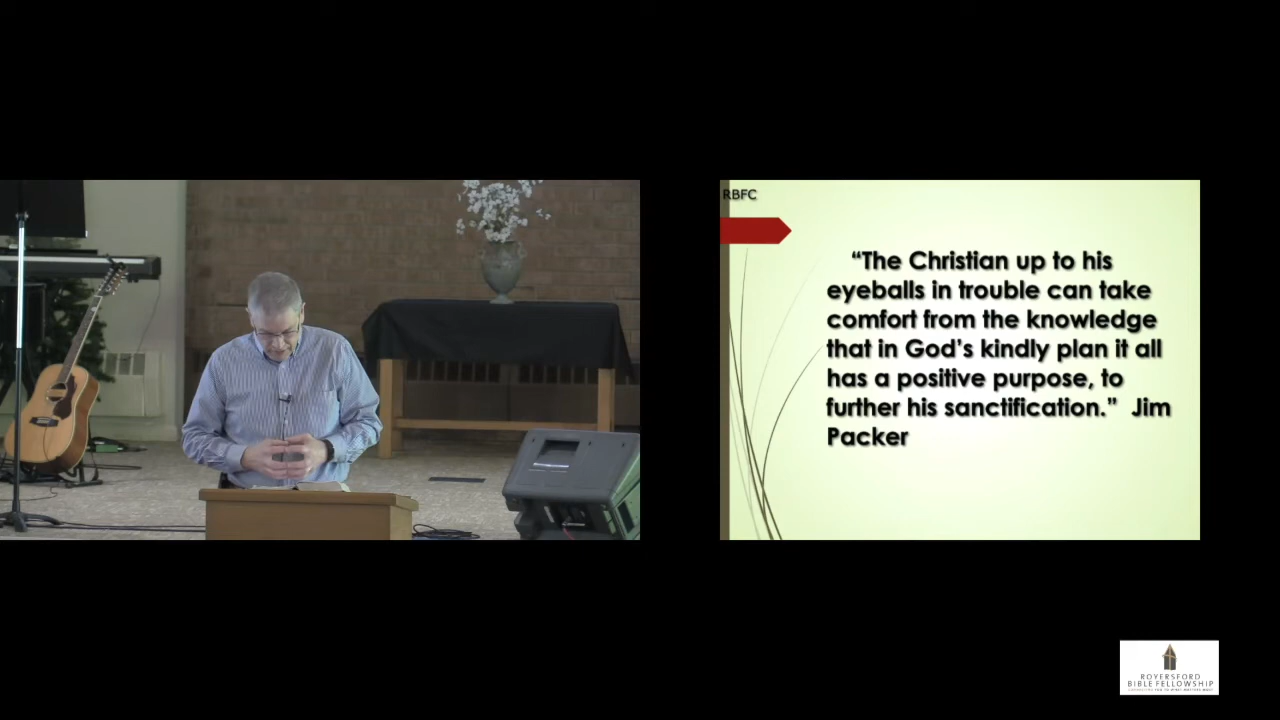 RBFC
“The Christian up to his
eyeballs in trouble can take
comfort from the knowledge
that in God’s kindly plan it all
has a positive purpose, to
further his sanctification.”  Jim
Packer
ROYERSFORD
BIBLE FELLOWSHIP